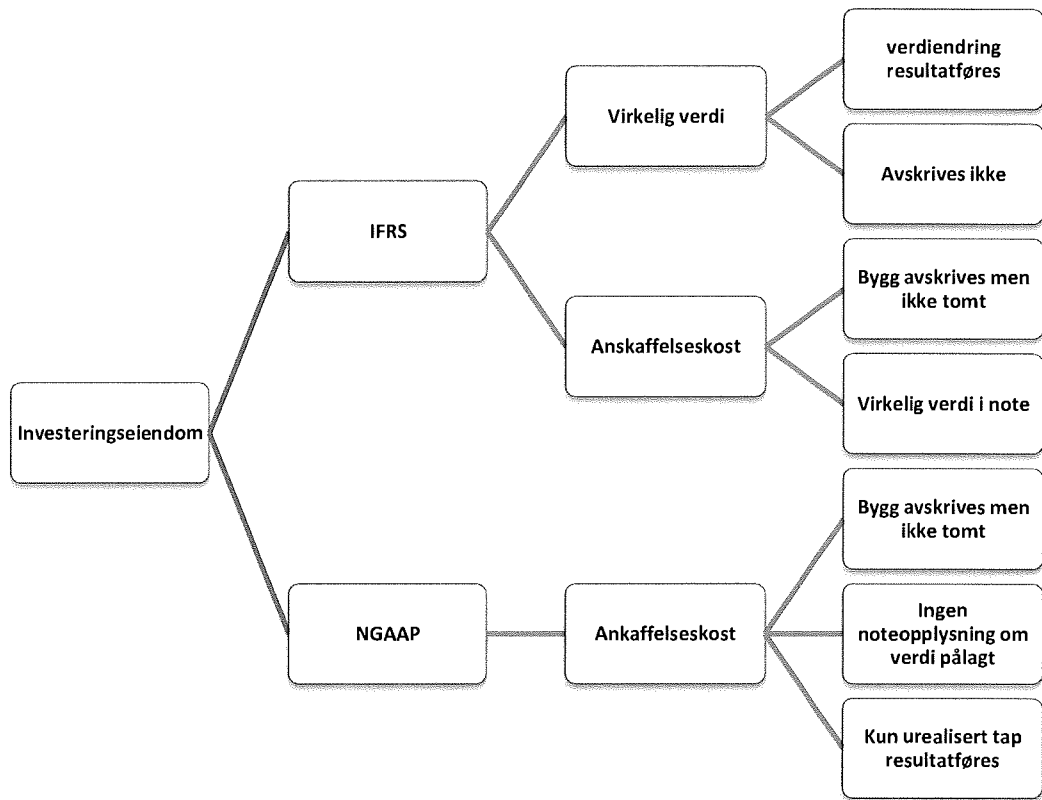 Investeringseiendom
IFRS
Virkelig verdi
verdiendring
resultatføres
Avskrives ikke
Anskaffelseskost
Bygg avskrives men
ikke tomt
Virkelig verdi i note
NGAAP
Ankaffelseskost
Bygg avskrives men
ikke tomt
Ingen
noteopplysning om
verdi pålagt
Kun urealisert tap
resultatføres